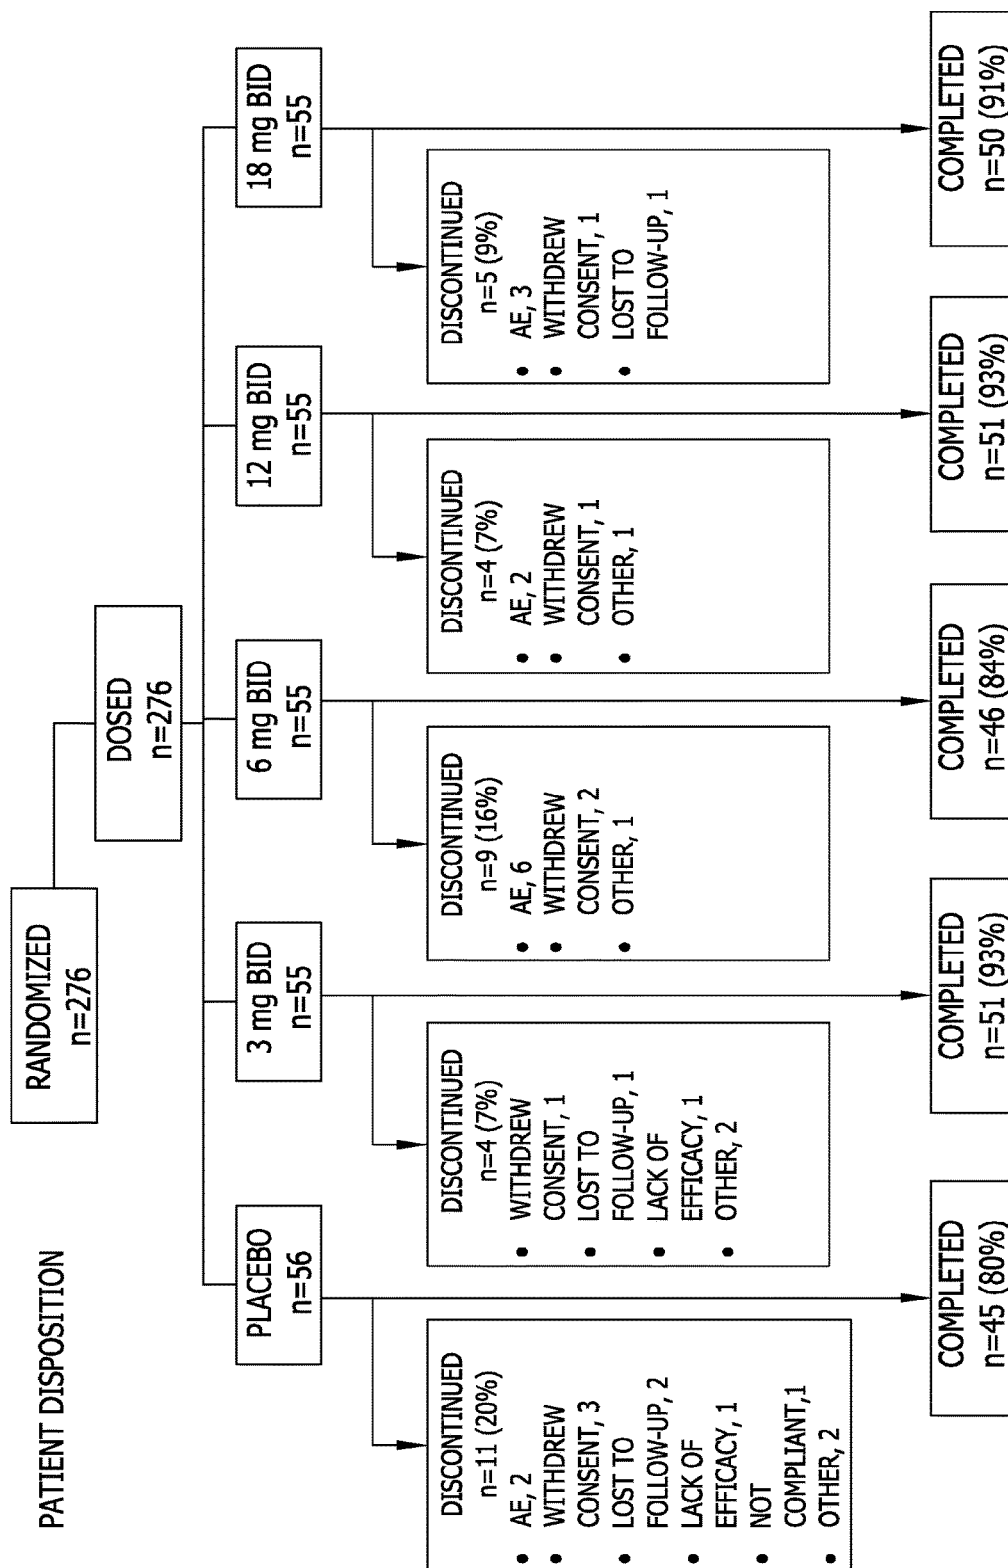 PATIENT DISPOSITION
RANDOMIZED
n=276
DOSED
n=276
PLACEBO
n=56
3 mg BID
n=55
6 mg BID
n=55
12 mg BID
n=55
18 mg BID
n=55
DISCONTINUED
n=11 (20%)
• AE, 2
• WITHDREW
CONSENT, 3
• LOST TO
FOLLOW-UP, 2
• LACK OF
EFFICACY, 1
• NOT
COMPLIANT,1
• OTHER, 2
DISCONTINUED
n=4 (7%)
• WITHDREW
CONSENT, 1
• LOST TO
FOLLOW-UP, 1
• LACK OF
EFFICACY, 1
• OTHER, 2
DISCONTINUED
n=9 (16%)
• AE, 6
• WITHDREW
CONSENT, 2
• OTHER, 1
DISCONTINUED
n=4 (7%)
• AE, 2
• WITHDREW
CONSENT, 1
• OTHER, 1
DISCONTINUED
n=5 (9%)
• AE, 3
• WITHDREW
CONSENT, 1
• LOST TO
FOLLOW-UP, 1
COMPLETED
n=45 (80%)
COMPLETED
n=51 (93%)
COMPLETED
n=46 (84%)
COMPLETED
n=51 (93%)
COMPLETED
n=50 (91%)